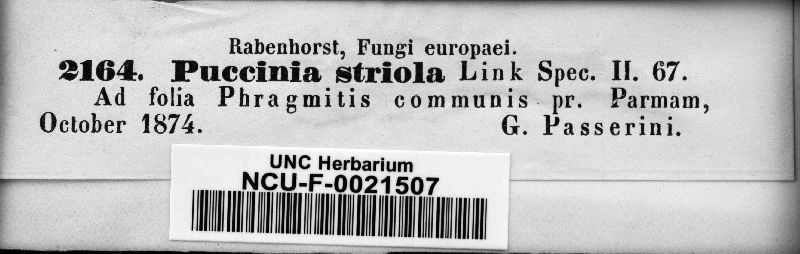 Rabenhorst, Fungi europaei.
2164. Puccinia striola Link Spec. II. 67.
Ad folia Phragmitis communis pr. Parmam,
October 1874. G. Passerini.
UNC Herbarium
NCU-F-0021507